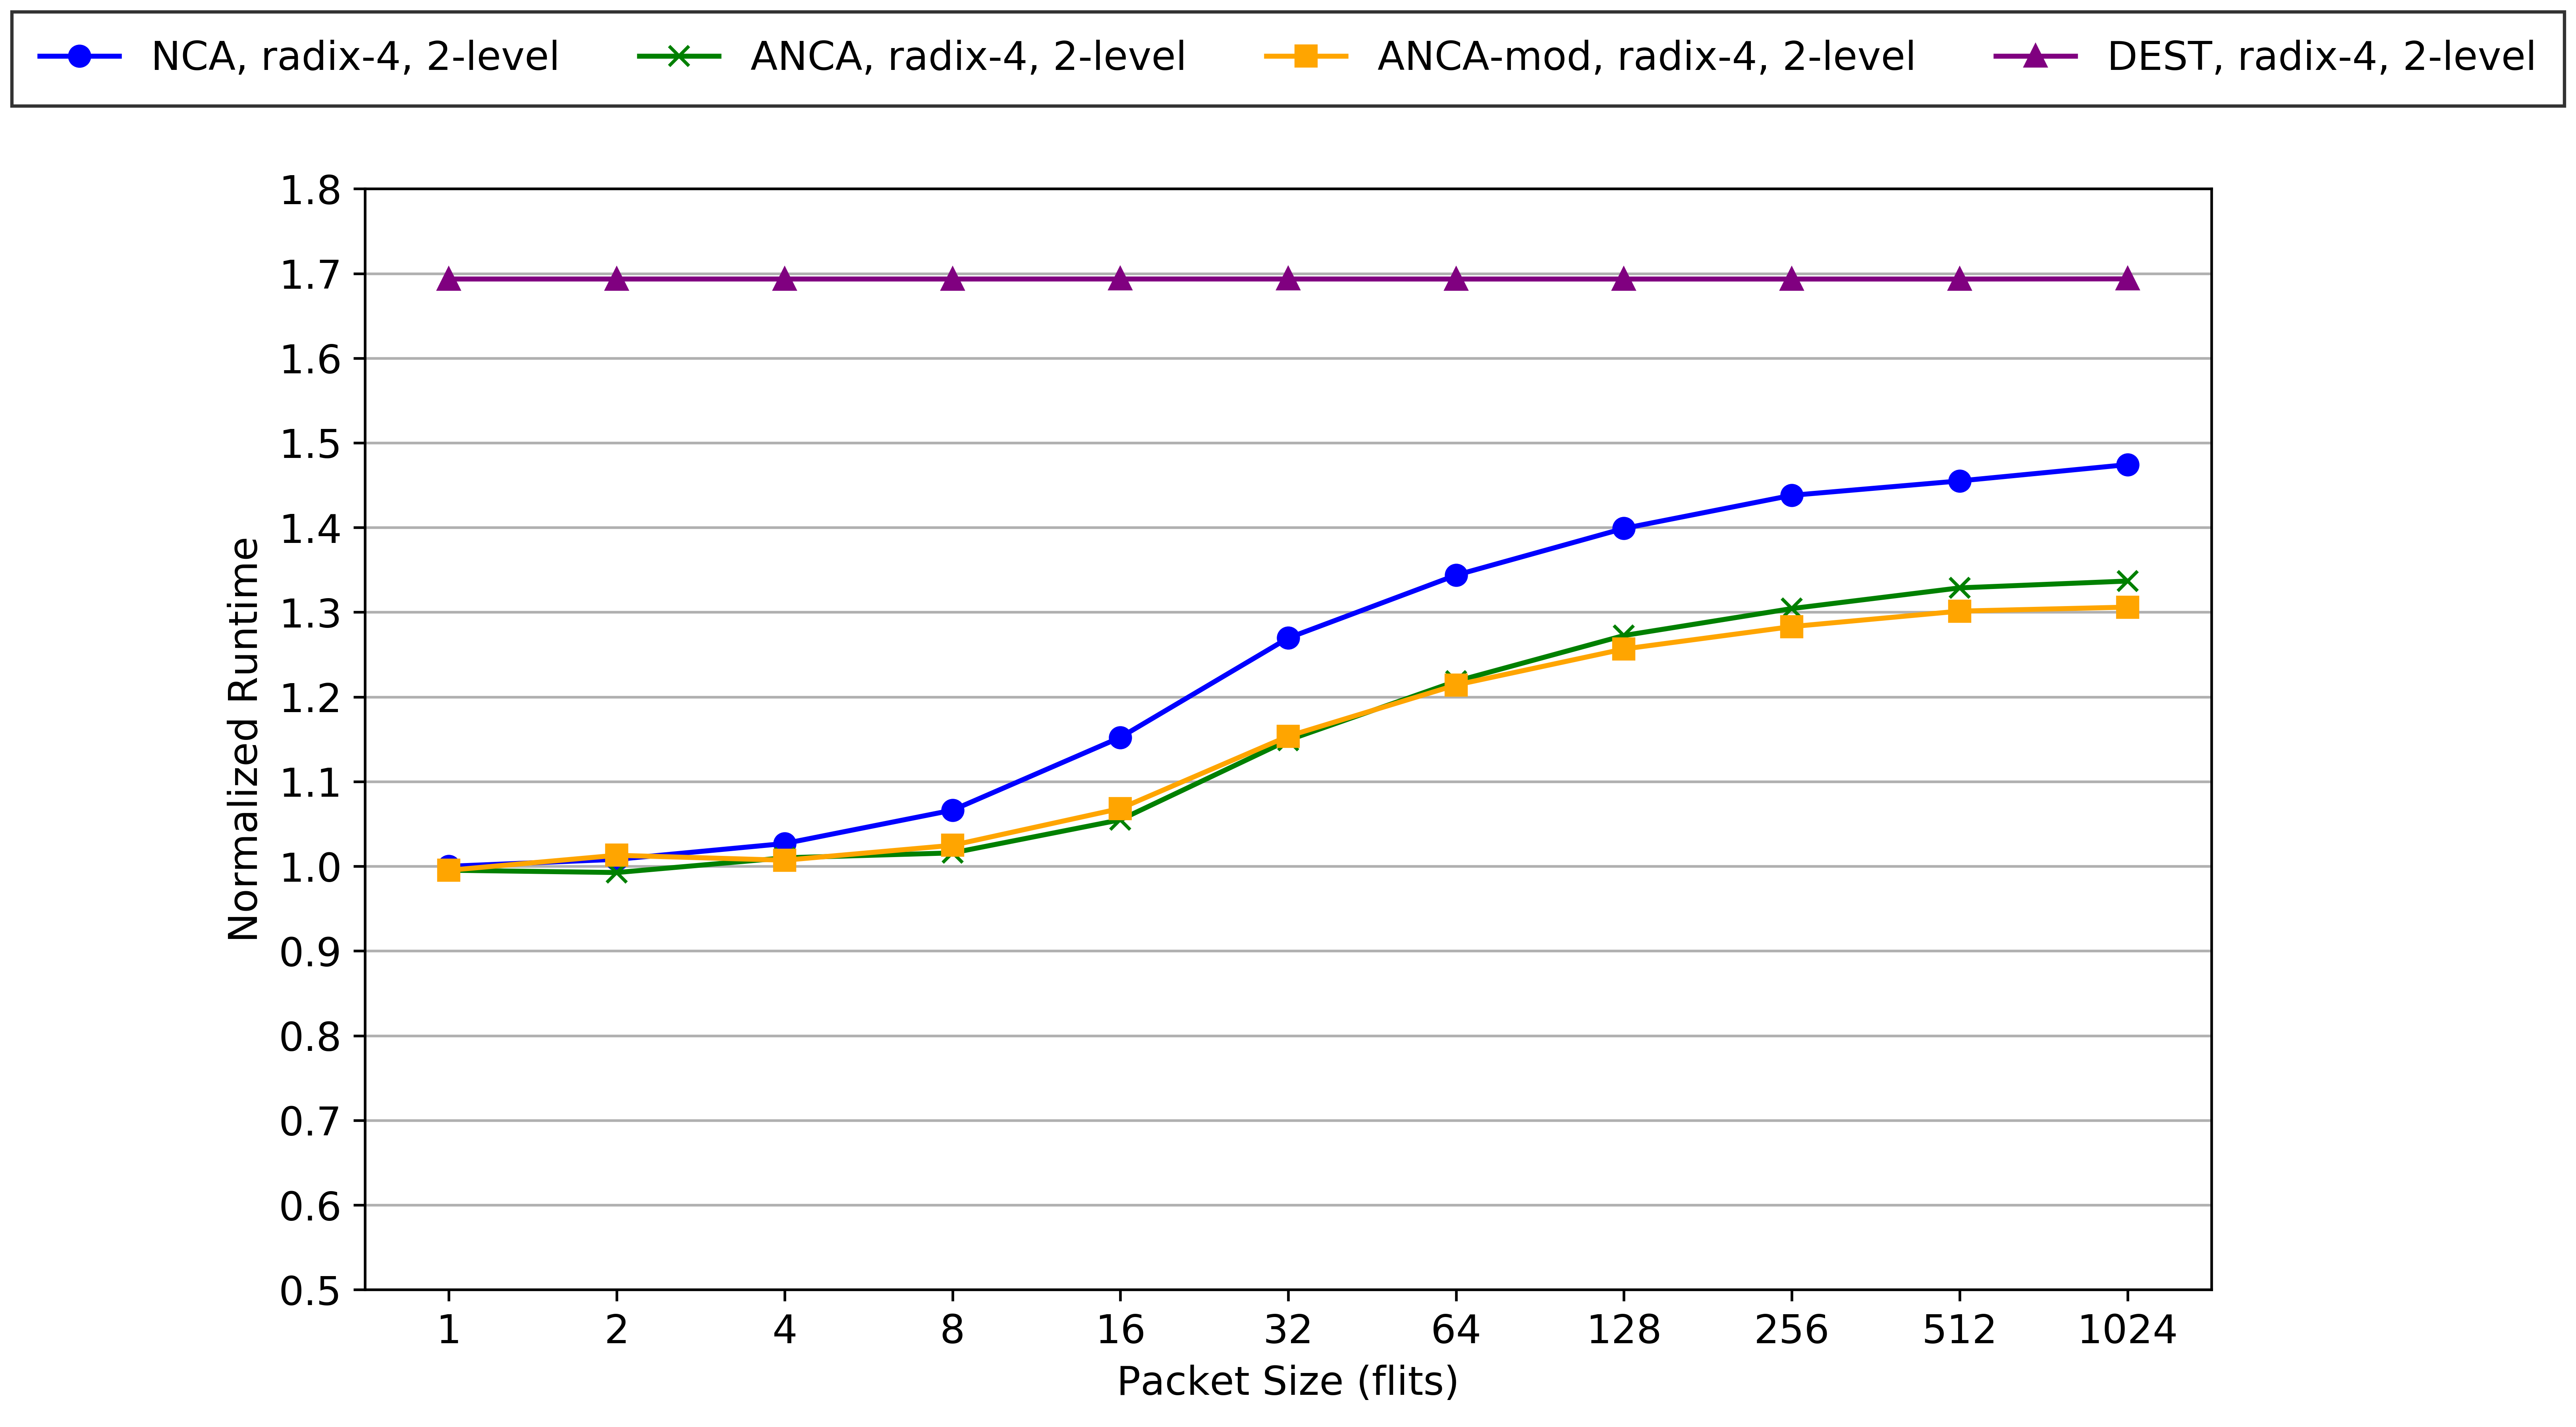 NCA, radix-4, 2-level
ANCA, radix-4, 2-level
ANCA-mod, radix-4, 2-level
DEST, radix-4, 2-level
1.8
1.7
1.6
1.5
1.4
1.3
1.2
1.1
1.0
0.9
0.8
0.7
0.6
0.5
Normalized Runtime
1 2 4 8 16 32 64 128 256 512 1024
Packet Size (flits)